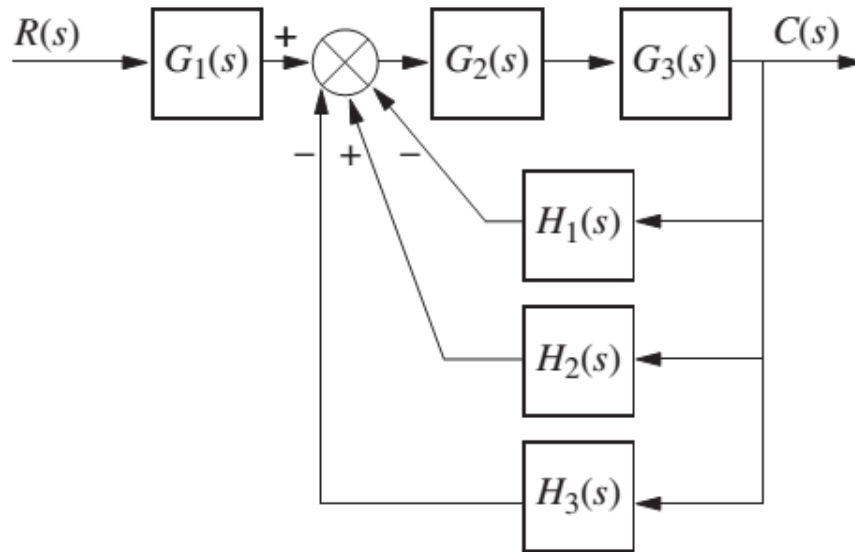 R(s) G₁(s) + G₂(s) G₃(s) C(s)
− + −
H₁(s)
H₂(s)
H₃(s)